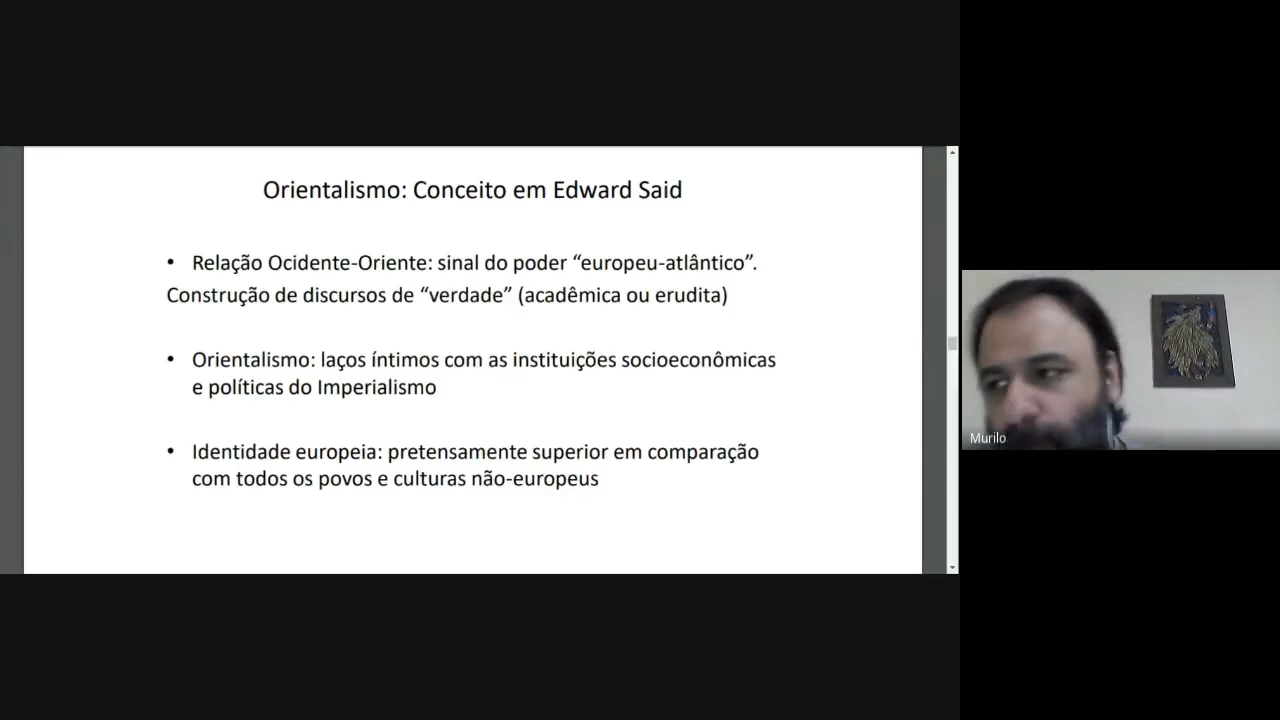 Orientalismo: Conceito em Edward Said
• Relação Ocidente-Oriente: sinal do poder “europeu-atlântico”.
Construção de discursos de “verdade” (acadêmica ou erudita)
• Orientalismo: laços íntimos com as instituições socioeconômicas
e políticas do Imperialismo
• Identidade europeia: pretensamente superior em comparação
com todos os povos e culturas não-europeus
Murilo